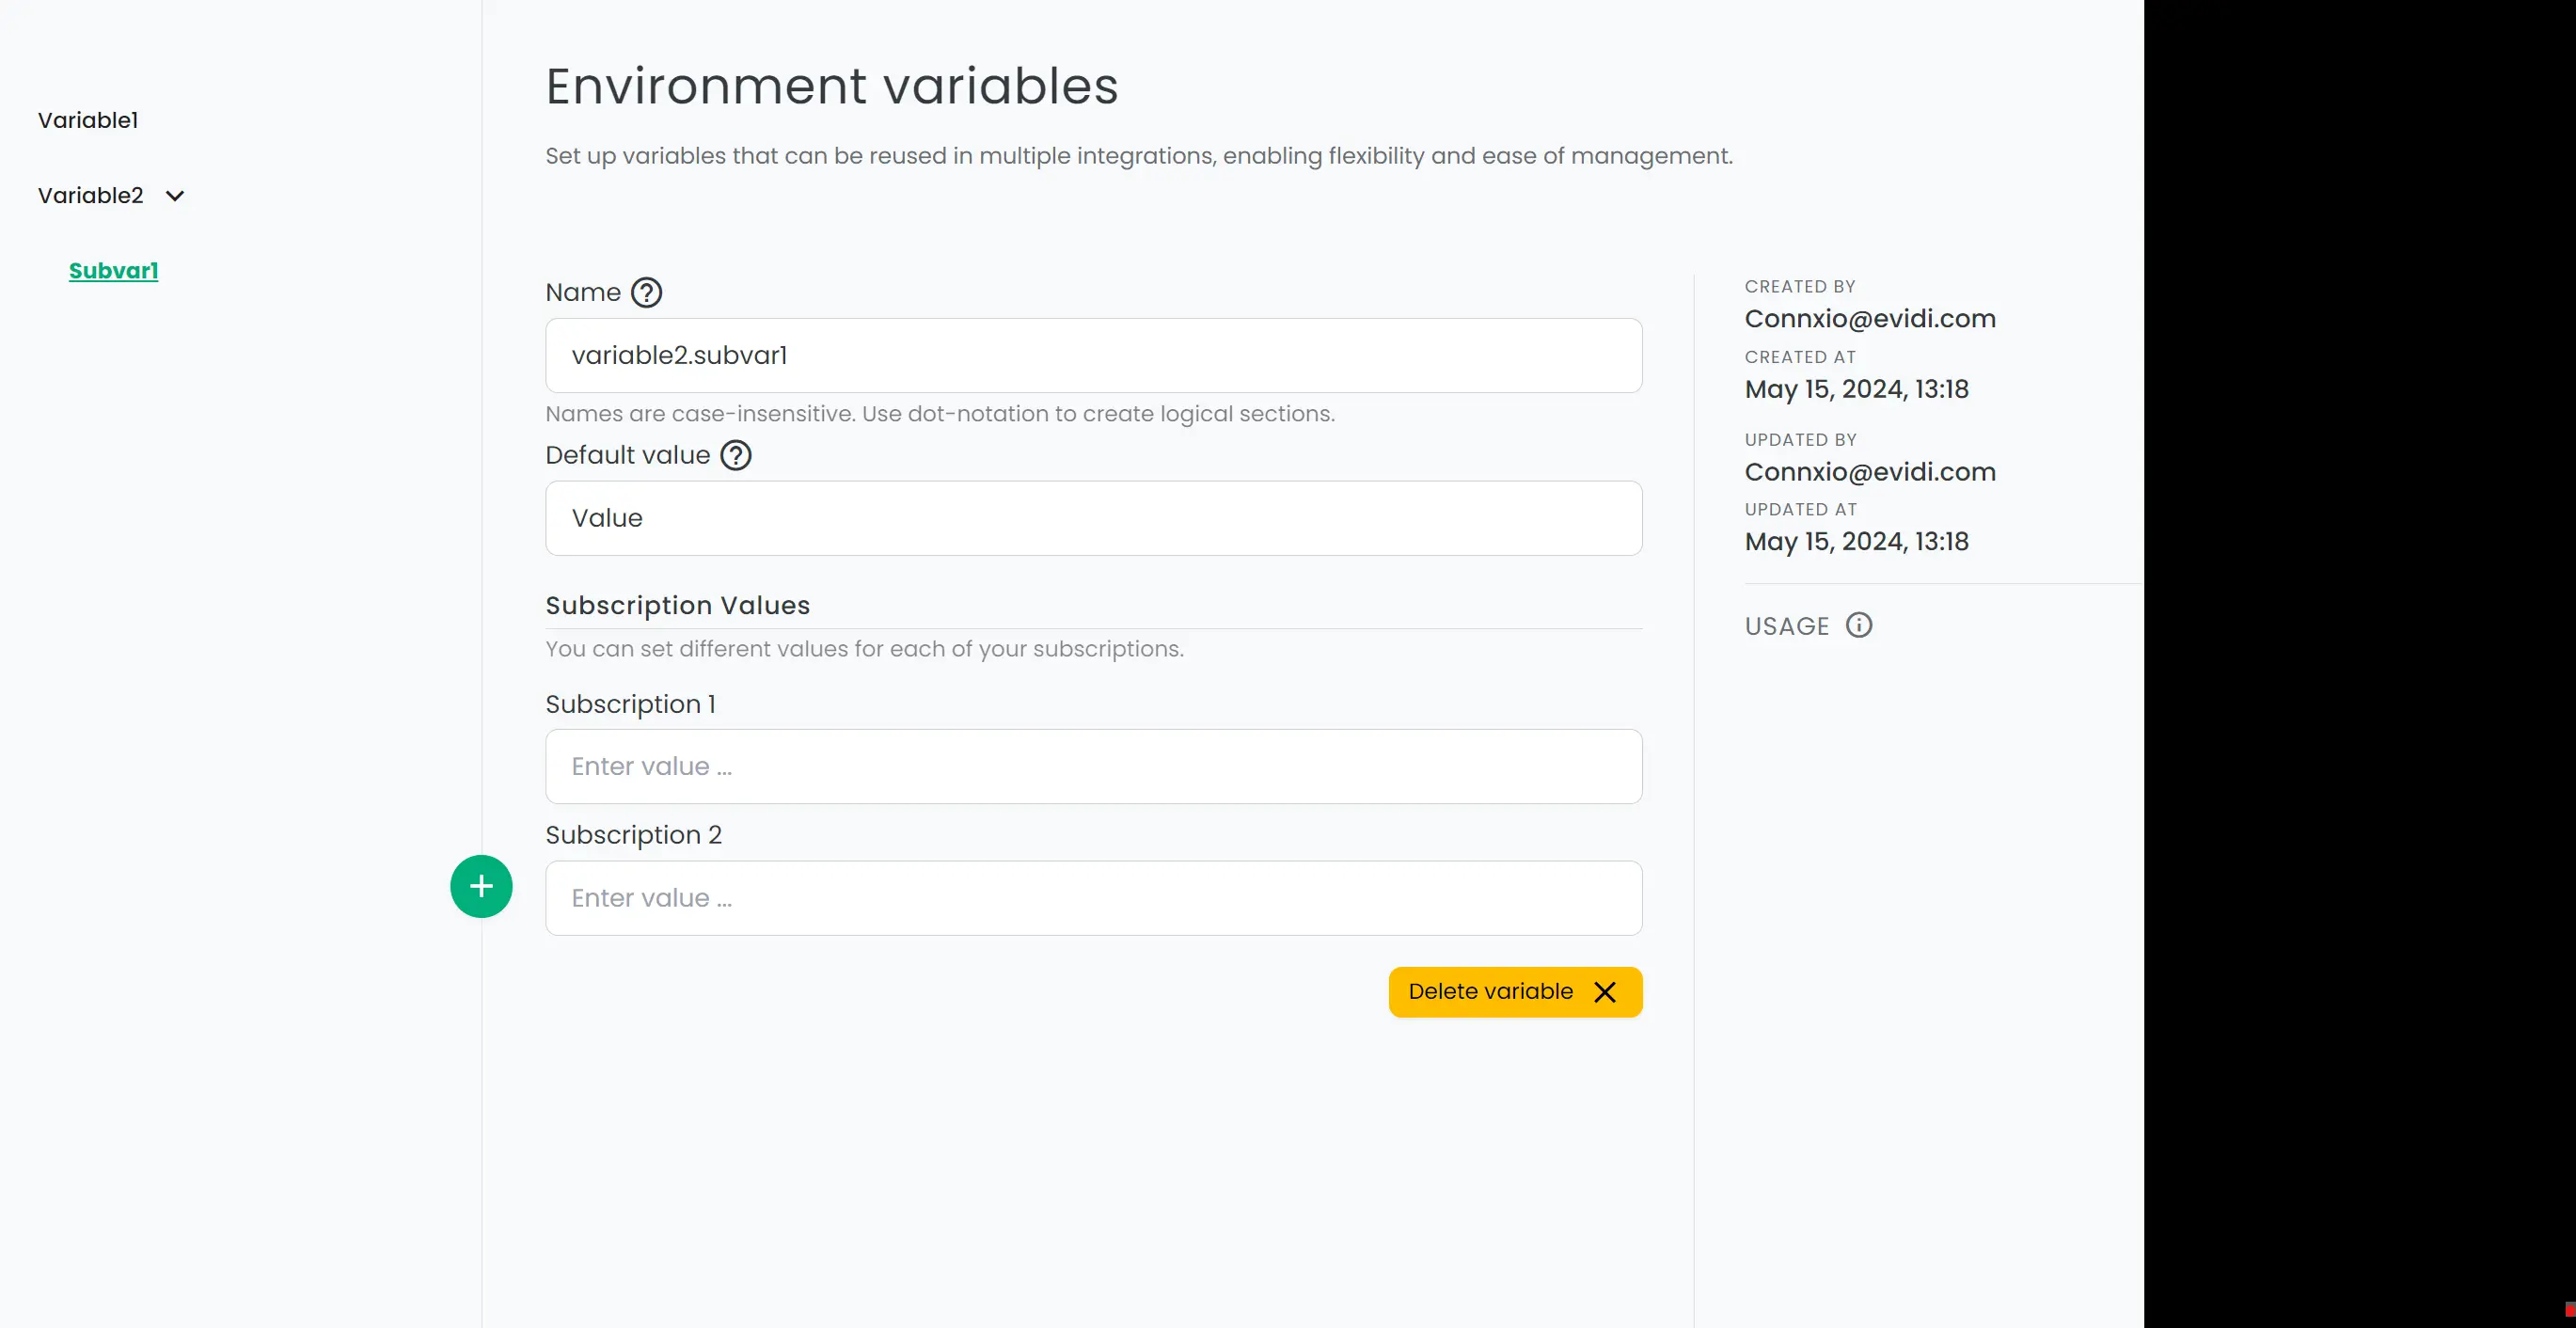 Variable1
Variable2
Subvar1
Environment variables
Set up variables that can be reused in multiple integrations, enabling flexibility and ease of management.
Name
variable2.subvar1
Names are case-insensitive. Use dot-notation to create logical sections.
Default value
Value
Subscription Values
You can set different values for each of your subscriptions.
Subscription 1
Enter value ...
Subscription 2
Enter value ...
Delete variable
CREATED BY
Connxio@evidi.com
CREATED AT
May 15, 2024, 13:18
UPDATED BY
Connxio@evidi.com
UPDATED AT
May 15, 2024, 13:18
USAGE